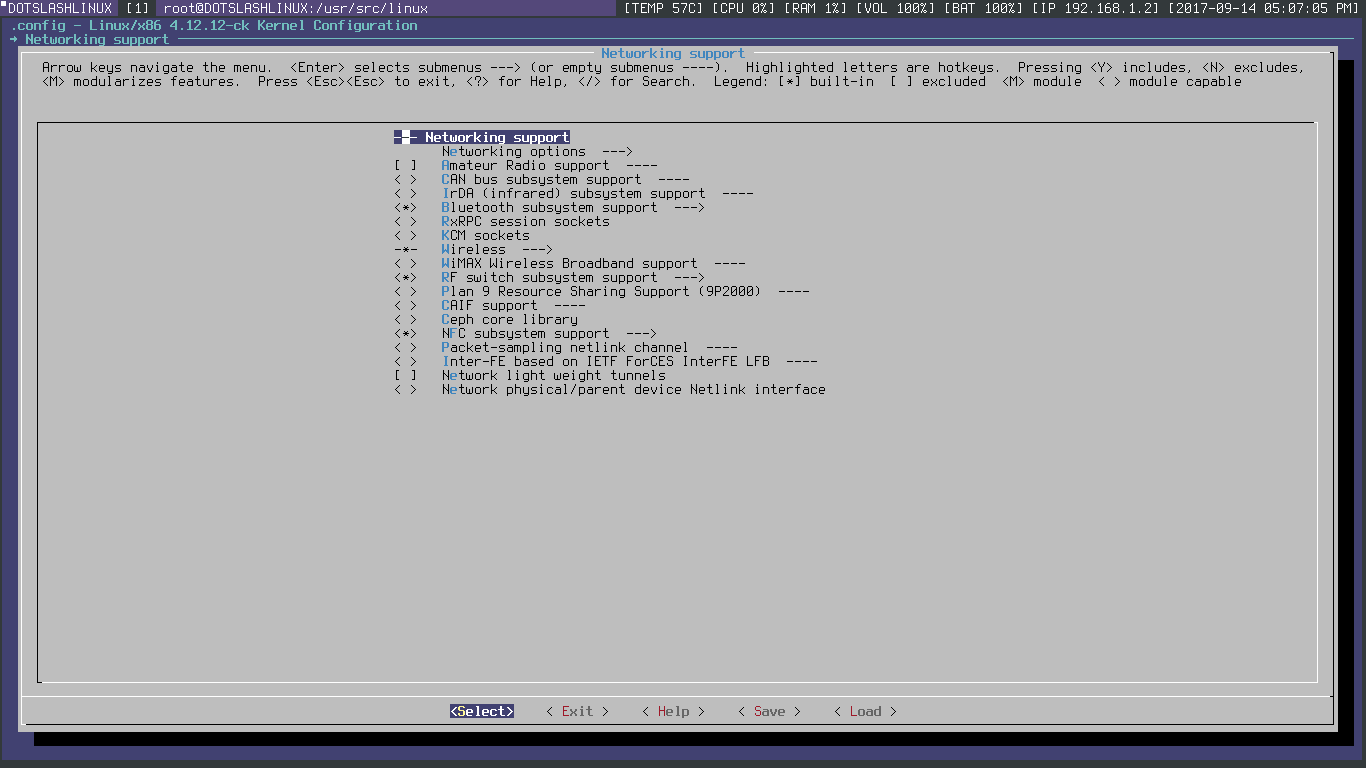 DOTSLASHLINUX [1] root@DOTSLASHLINUX:/usr/src/linux [TEMP 57C] [CPU 0%] [RAM 1%] [VOL 100%] [BAT 100%] [IP 192.168.1.2] [2017-09-14 05:07:05 PM]
.config - Linux/x86 4.12.12-ck Kernel Configuration
→ Networking support
Networking support
Arrow keys navigate the menu.  <Enter> selects submenus ---> (or empty submenus ----).  Highlighted letters are hotkeys.  Pressing <Y> includes, <N> excludes,
<M> modularizes features.  Press <Esc><Esc> to exit, <?> for Help, </> for Search.  Legend: [*] built-in  [ ] excluded  <M> module  < > module capable
--- Networking support
Networking options  --->
[ ]   Amateur Radio support  ----
< >   CAN bus subsystem support  ----
< >   IrDA (infrared) subsystem support  ----
<*>   Bluetooth subsystem support  --->
< >   RxRPC session sockets
< >   KCM sockets
-*-   Wireless  --->
< >   WiMAX Wireless Broadband support  ----
<*>   RF switch subsystem support  --->
< >   Plan 9 Resource Sharing Support (9P2000)  ----
< >   CAIF support  ----
< >   Ceph core library
<*>   NFC subsystem support  --->
< >   Packet-sampling netlink channel  ----
< >   Inter-FE based on IETF ForCES InterFE LFB  ----
[ ]   Network light weight tunnels
< >   Network physical/parent device Netlink interface
<Select>    < Exit >    < Help >    < Save >    < Load >